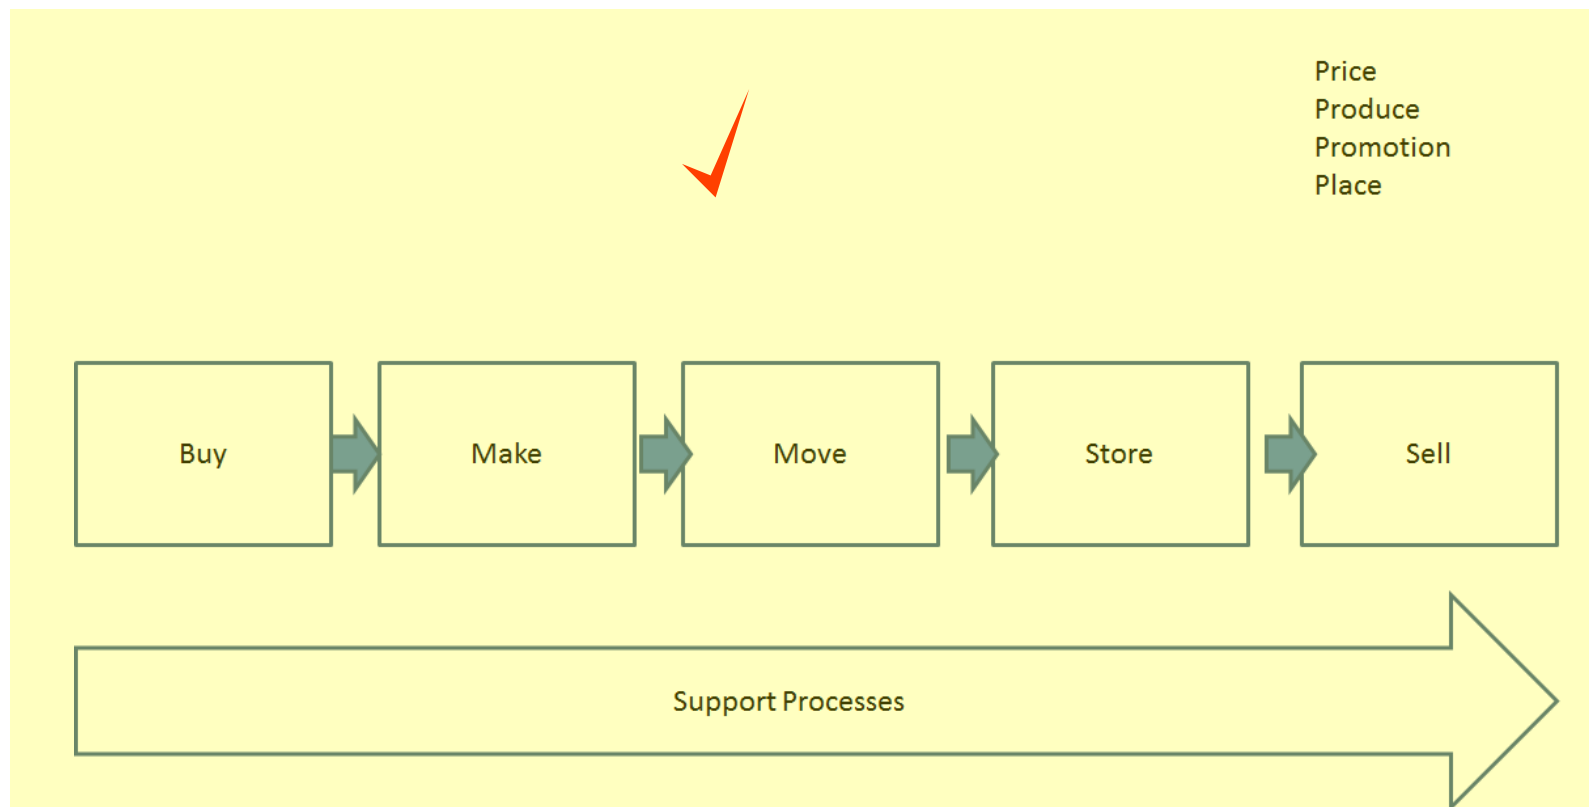 Price
Produce
Promotion
Place
Buy
Make
Move
Store
Sell
Support Processes